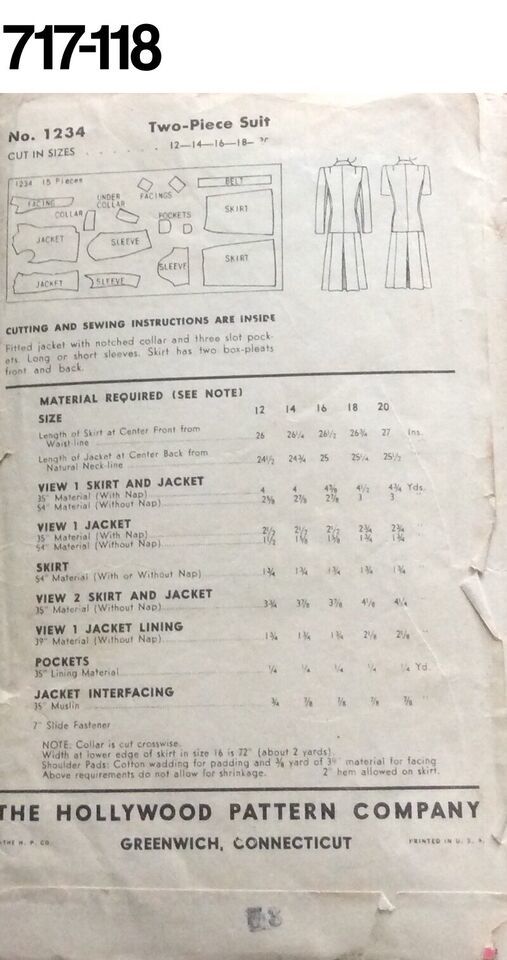 717-118
No. 1234
Two-Piece Suit
CUT IN SIZES . . . . . . . 12—14—16—18—
1234 15 Pieces
FACING
UNDER COLLAR
FACINGS
BELT
COLLAR
POCKETS
SKIRT
JACKET
SLEEVE
SLEEVE
SKIRT
JACKET
SLEEVE
CUTTING AND SEWING INSTRUCTIONS ARE INSIDE
Fitted jacket with notched collar and three slot pock-
ets. Long or short sleeves. Skirt has two box-pleats
front and back.
MATERIAL REQUIRED (SEE NOTE)
SIZE 12 14 16 18 20
Length of Skirt at Center Front from
Waist-line 26 26¼ 26½ 26¾ 27 Ins.
Length of Jacket at Center Back from
Natural Neck-line 24½ 24¾ 25 25¼ 25½
VIEW 1 SKIRT AND JACKET
35" Material (With Nap) 4 4 4⅜ 4½ 4¾ Yds.
54" Material (Without Nap) 2⅝ 2⅞ 2⅞ 3 3
VIEW 1 JACKET
35" Material (With Nap) 2½ 2½ 2½ 2¾ 2¾ "
54" Material (Without Nap) 1½ 1⅝ 1⅝ 1¾ 1¾ "
SKIRT
54" Material (With or Without Nap) 1¾ 1¾ 1¾ 1¾ 1¾ "
VIEW 2 SKIRT AND JACKET
35" Material (Without Nap) 3¾ 3⅞ 3⅞ 4⅛ 4¼ "
VIEW 1 JACKET LINING
39" Material (Without Nap) 1¾ 1¾ 1¾ 2⅛ 2⅛ "
POCKETS
35" Lining Material ¼ ¼ ¼ ¼ ¼ Yd.
JACKET INTERFACING
35" Muslin ¾ ⅞ ⅞ ⅞ ⅞ "
7" Slide Fastener
NOTE: Collar is cut crosswise.
Width at lower edge of skirt in size 16 is 72" (about 2 yards).
Shoulder Pads: Cotton wadding for padding and ⅜ yard of material for facing
Above requirements do not allow for shrinkage. 2" hem allowed on skirt.
THE HOLLYWOOD PATTERN COMPANY
THE H. P. CO. GREENWICH, CONNECTICUT PRINTED IN U. S. A.